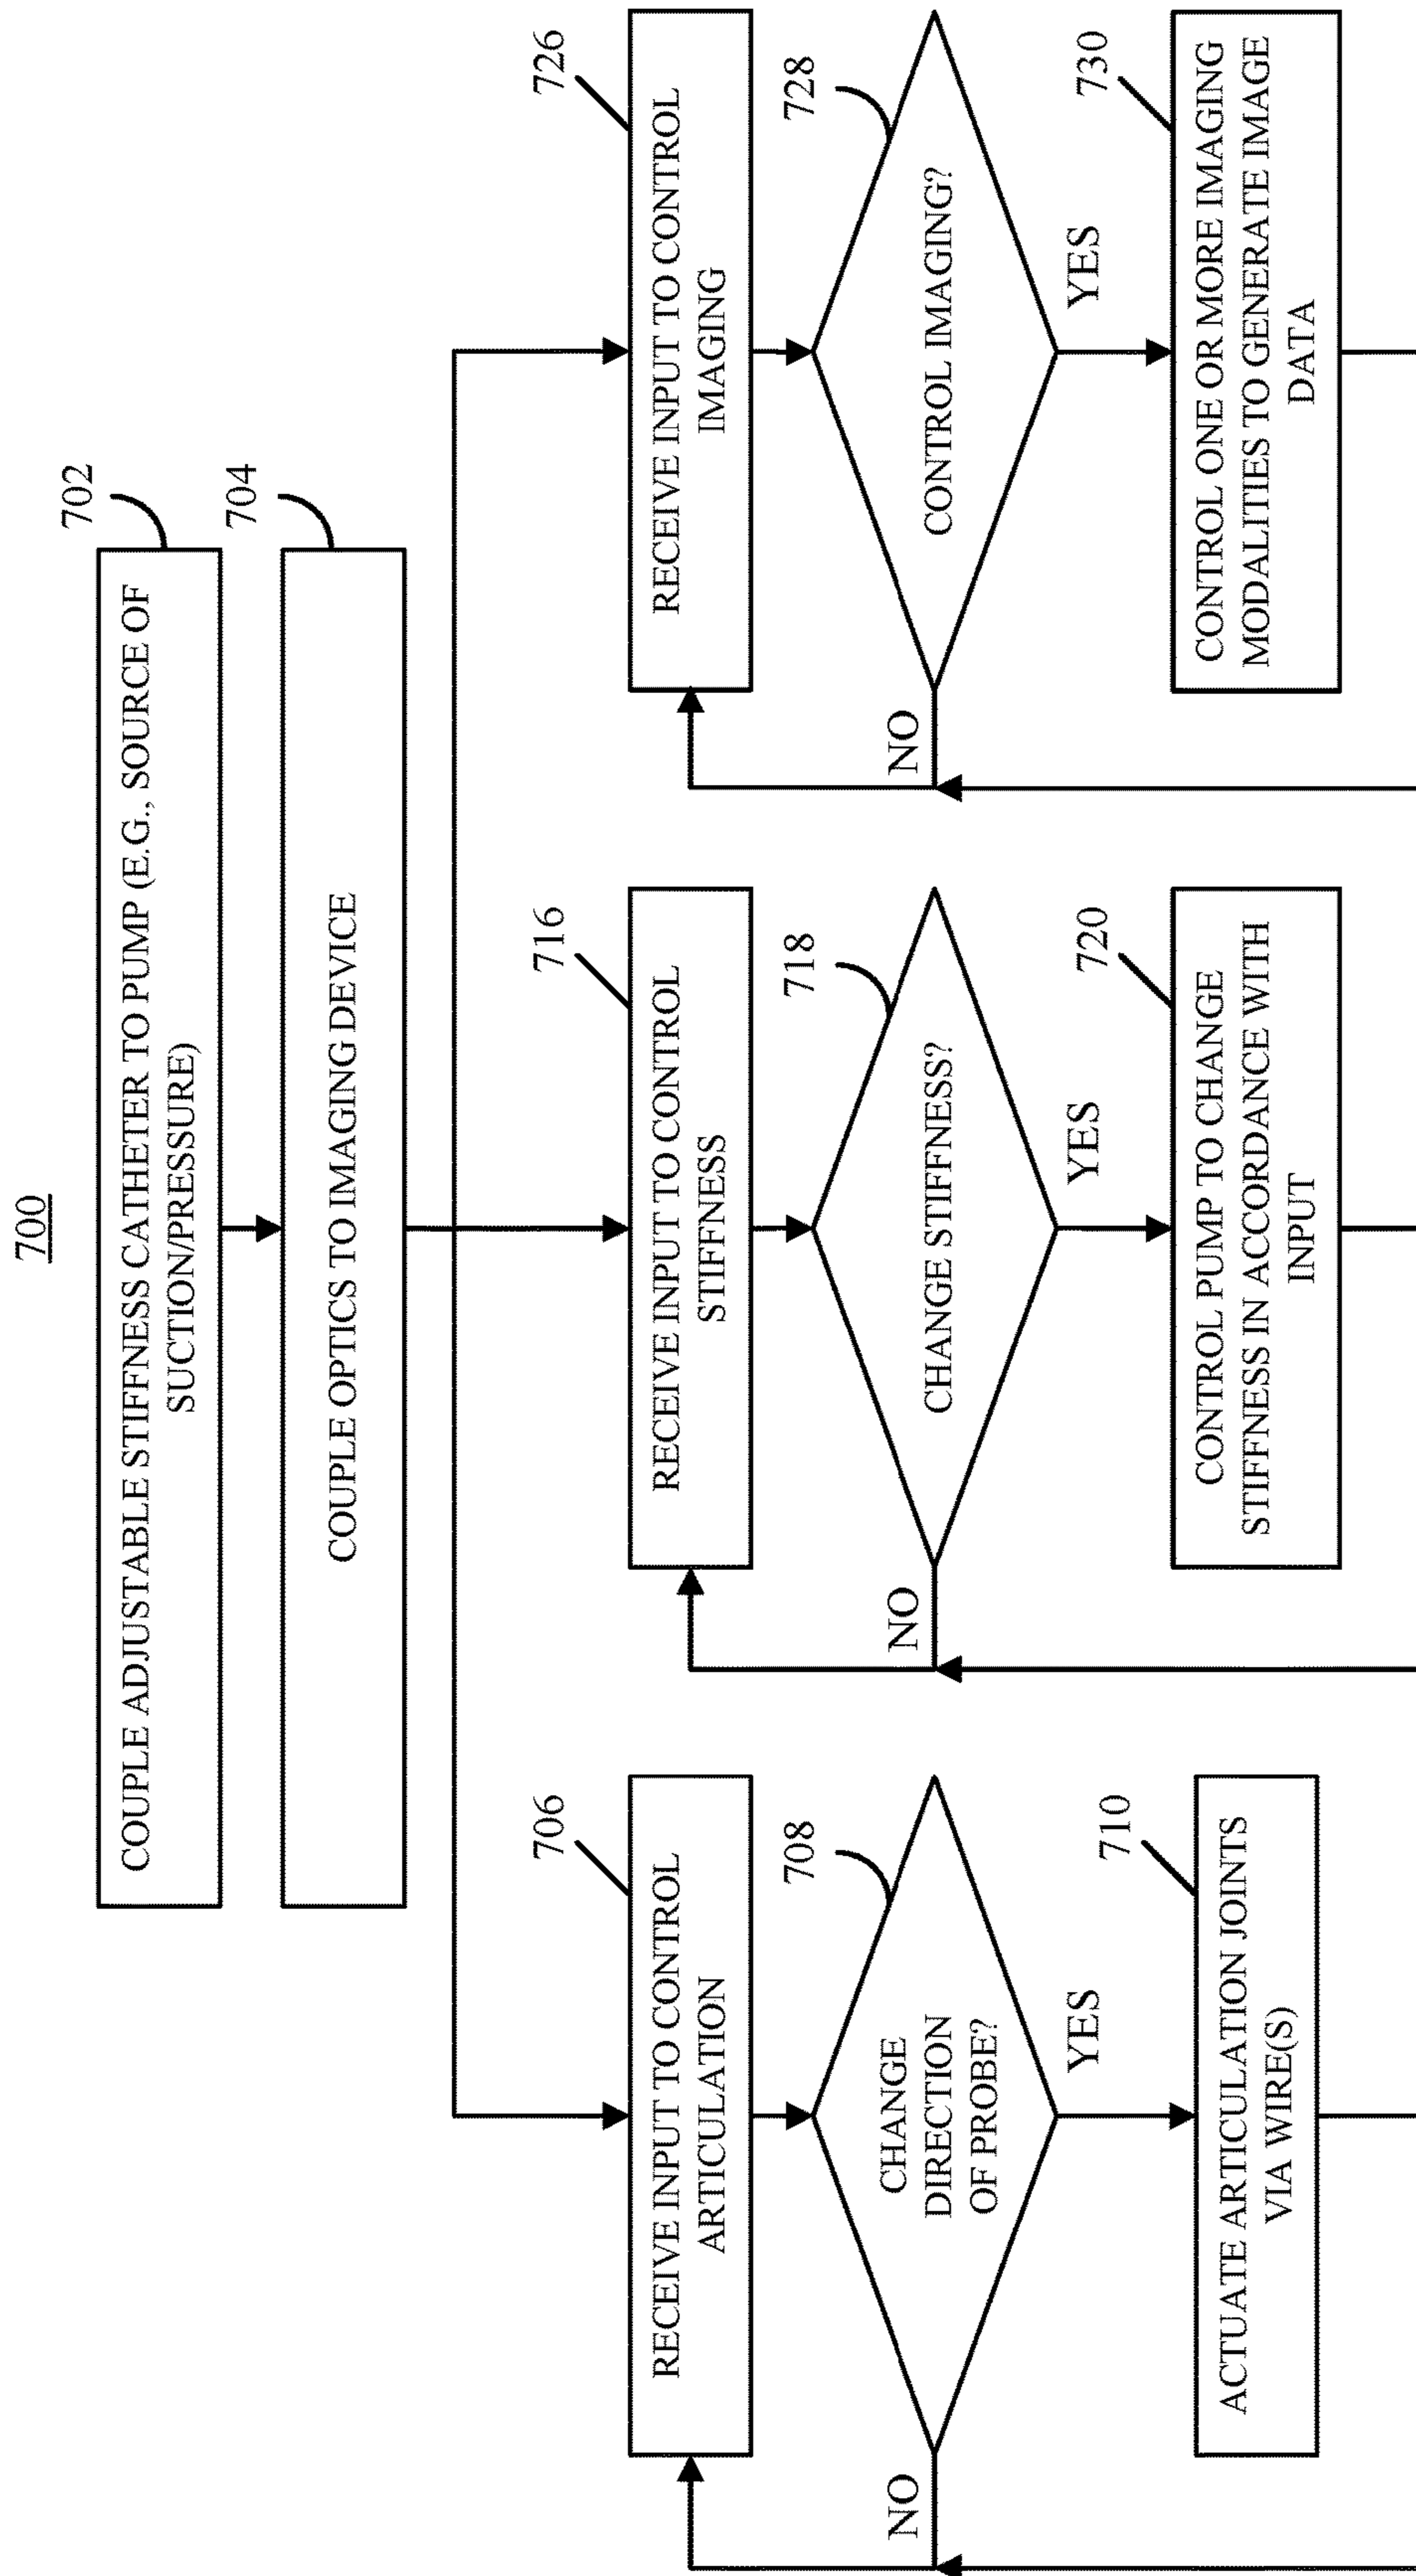 700
COUPLE ADJUSTABLE STIFFNESS CATHETER TO PUMP (E.G., SOURCE OF
SUCTION/PRESSURE)
702
COUPLE OPTICS TO IMAGING DEVICE
704
RECEIVE INPUT TO CONTROL
ARTICULATION
706
CHANGE
DIRECTION
OF PROBE?
708
NO
YES
ACTUATE ARTICULATION JOINTS
VIA WIRE(S)
710
RECEIVE INPUT TO CONTROL
STIFFNESS
716
CHANGE STIFFNESS?
718
NO
YES
CONTROL PUMP TO CHANGE
STIFFNESS IN ACCORDANCE WITH
INPUT
720
RECEIVE INPUT TO CONTROL
IMAGING
726
CONTROL IMAGING?
728
NO
YES
CONTROL ONE OR MORE IMAGING
MODALITIES TO GENERATE IMAGE
DATA
730